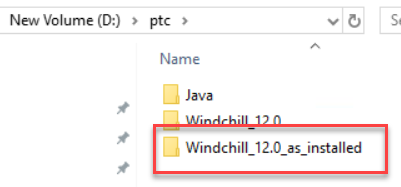 New Volume (D:) > ptc >
Name
Java
Windchill_12.0
Windchill_12.0_as_installed